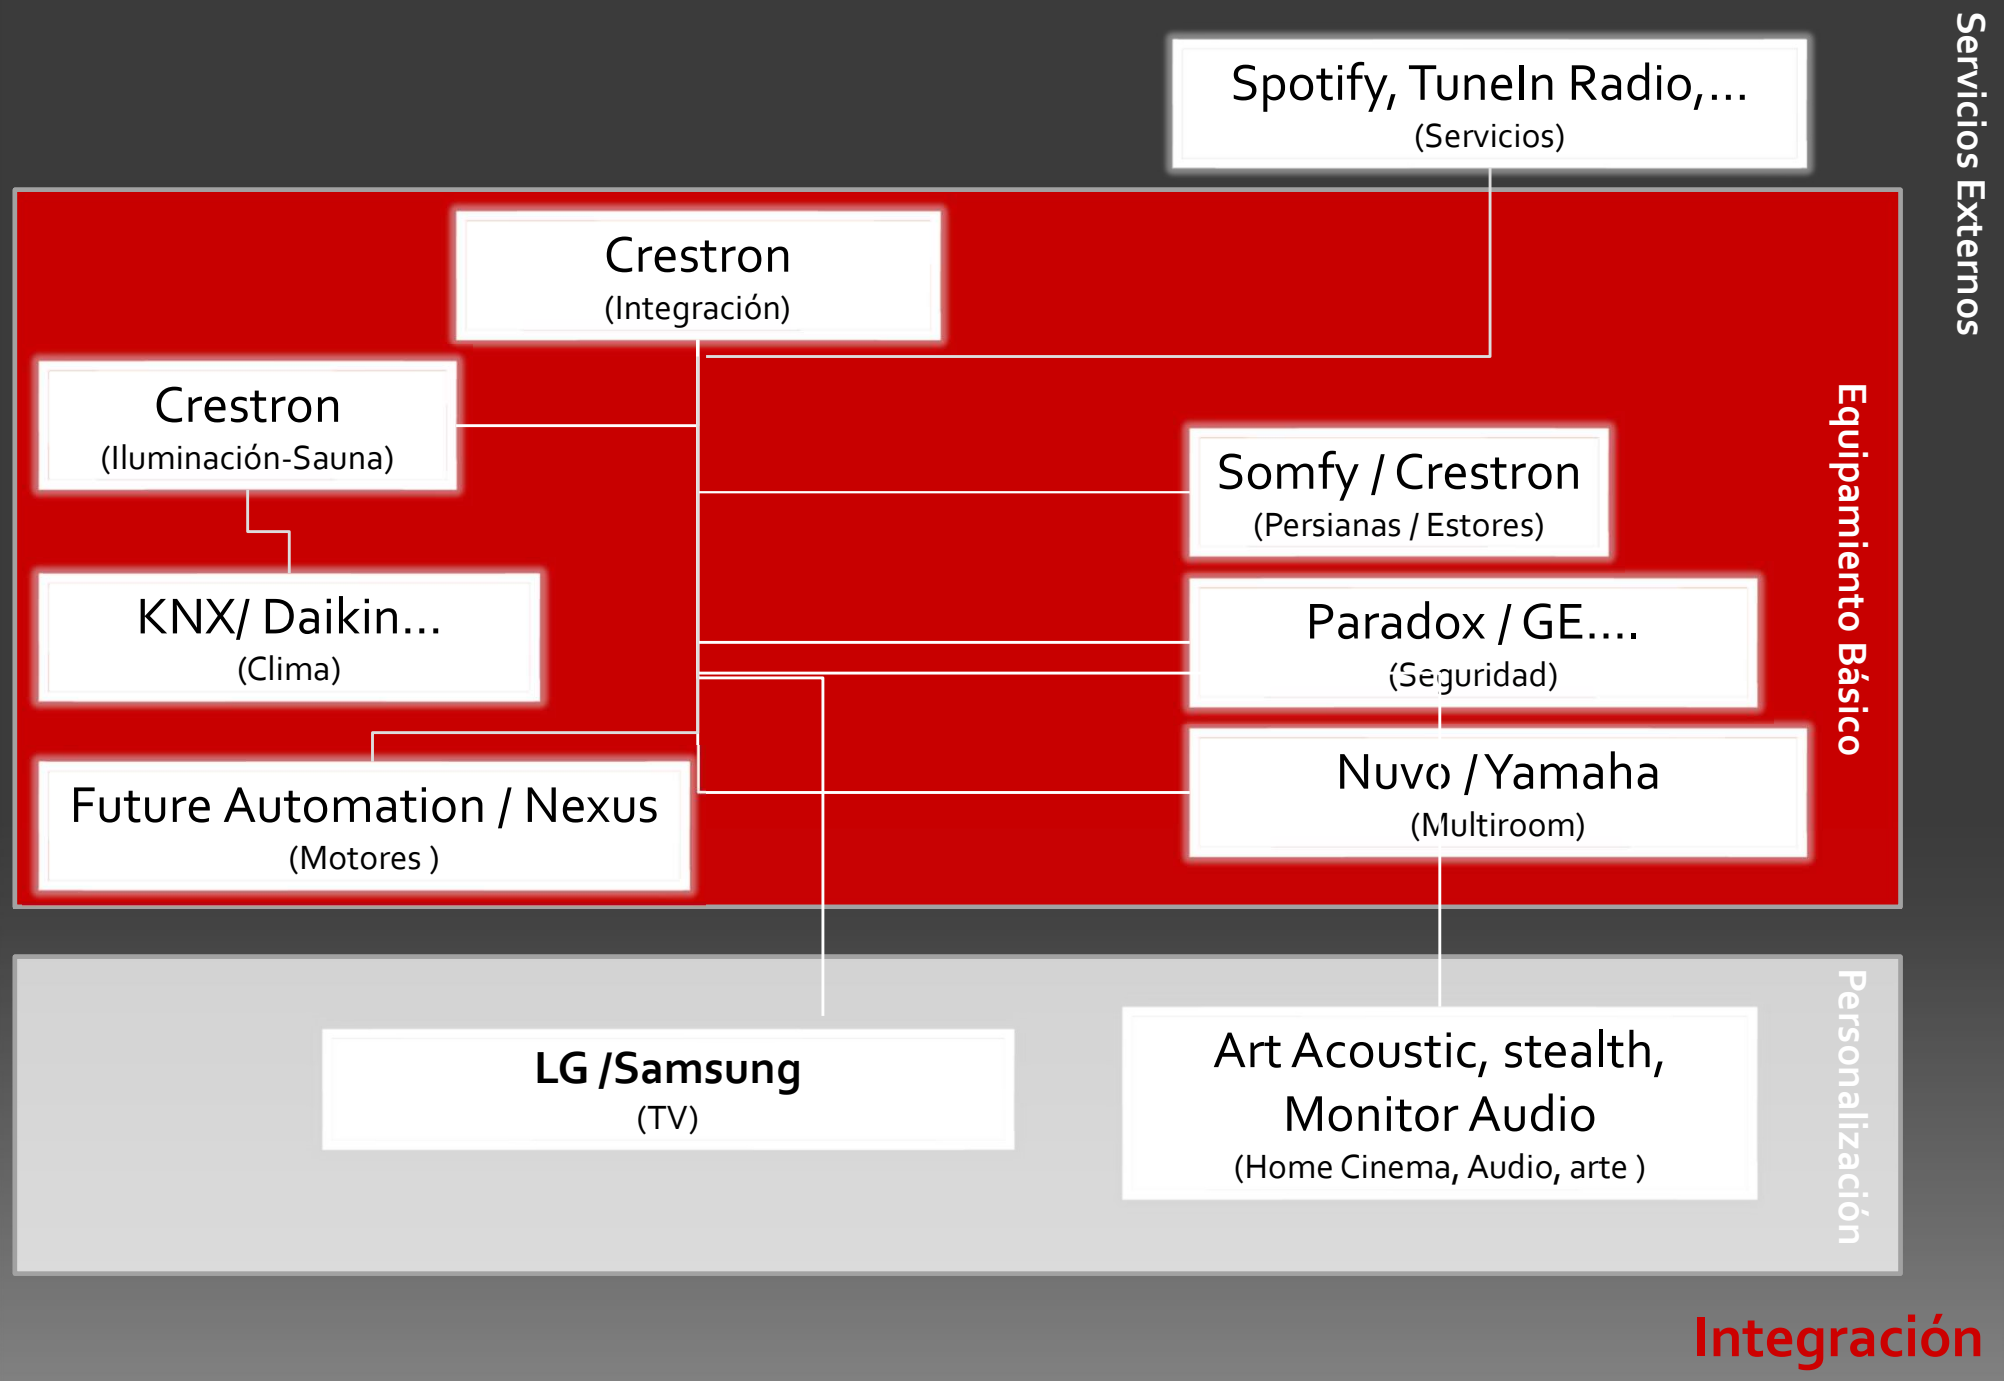 Servicios Externos
Spotify, TuneIn Radio,...
(Servicios)
Crestron
(Integración)
Crestron
(Iluminación-Sauna)
Equipamiento Básico
Somfy / Crestron
(Persianas / Estores)
KNX/ Daikin...
(Clima)
Paradox / GE....
(Seguridad)
Future Automation / Nexus
(Motores )
Nuvo / Yamaha
(Multiroom)
Personalización
LG /Samsung
(TV)
Art Acoustic, stealth,
Monitor Audio
(Home Cinema, Audio, arte )
Integración